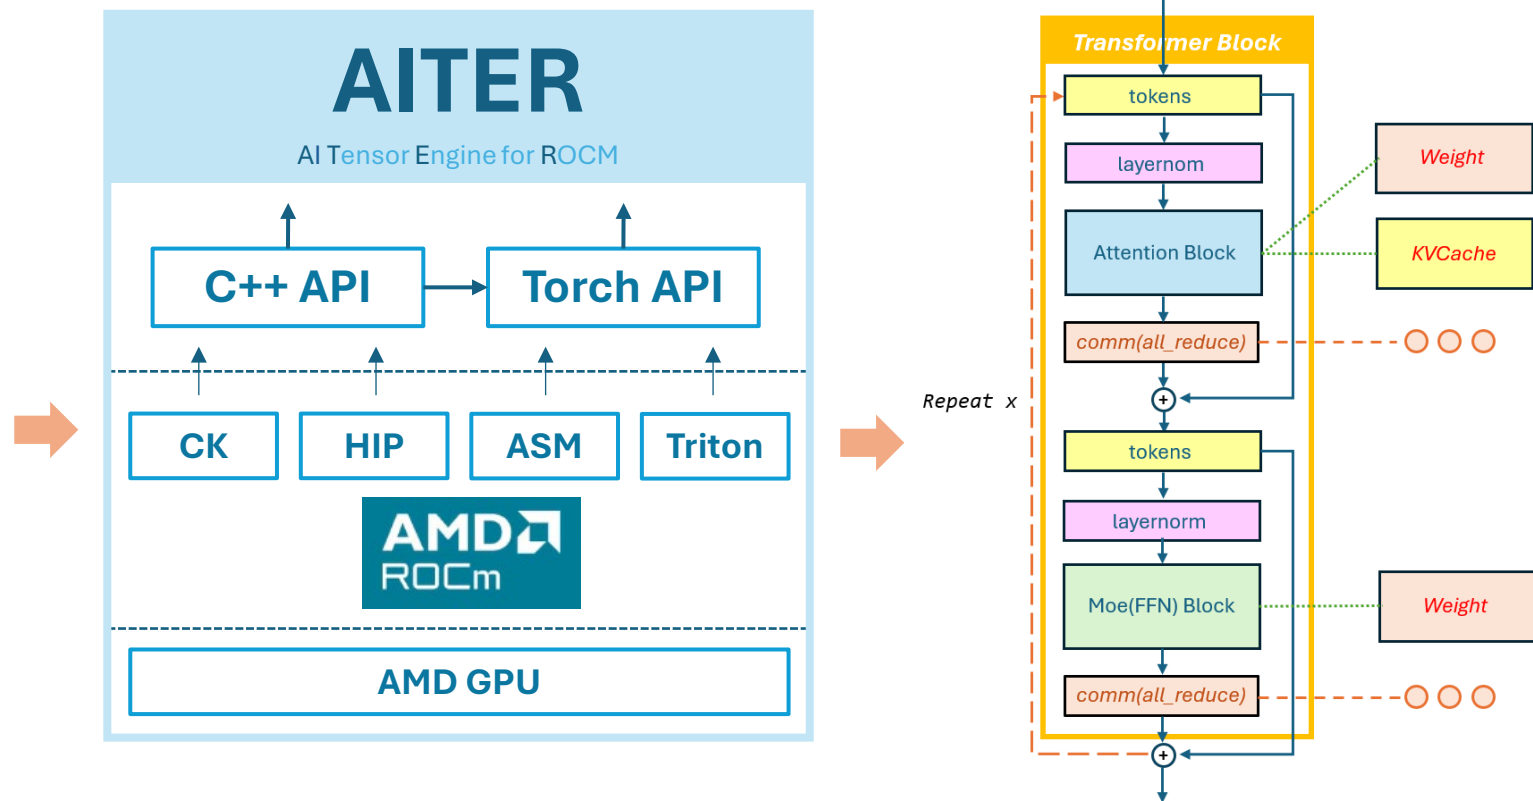 AITER
AI Tensor Engine for ROCM
C++ API
Torch API
CK
HIP
ASM
Triton
AMD
ROCm
AMD GPU
Transformer Block
tokens
layernom
Attention Block
comm(all_reduce)
+
Repeat x
tokens
layernorm
Moe(FFN) Block
comm(all_reduce)
+
Weight
KVCache
Weight